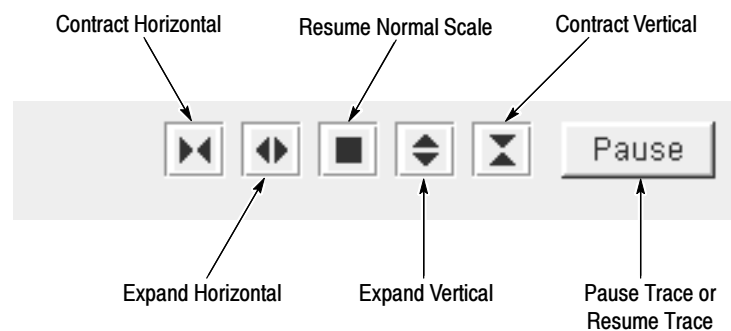 Contract Horizontal
Resume Normal Scale
Contract Vertical
Pause
Expand Horizontal
Expand Vertical
Pause Trace or
Resume Trace